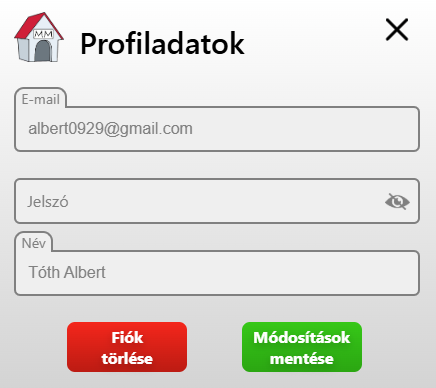 MM
Profiladatok
E-mail
albert0929@gmail.com
Jelszó
Név
Tóth Albert
Fiók
törlése
Módosítások
mentése